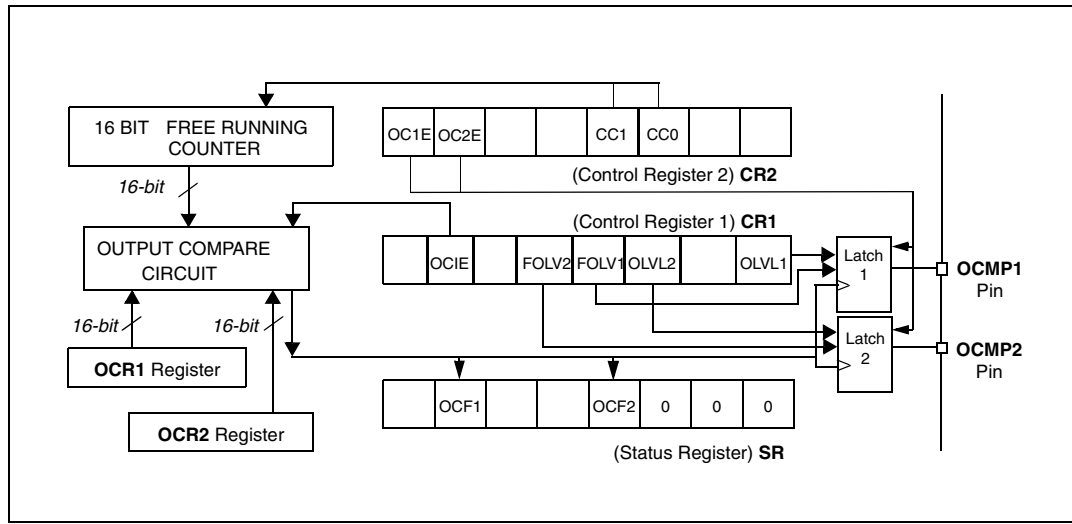 16 BIT FREE RUNNING
COUNTER
OC1E OC2E CC1 CC0
(Control Register 2) CR2
16-bit
(Control Register 1) CR1
OUTPUT COMPARE
CIRCUIT
OCIE FOLV2 FOLV1 OLVL2 OLVL1
Latch
1
OCMP1
Pin
16-bit 16-bit
Latch
2
OCMP2
Pin
OCR1 Register
OCF1 OCF2 0 0 0
OCR2 Register
(Status Register) SR